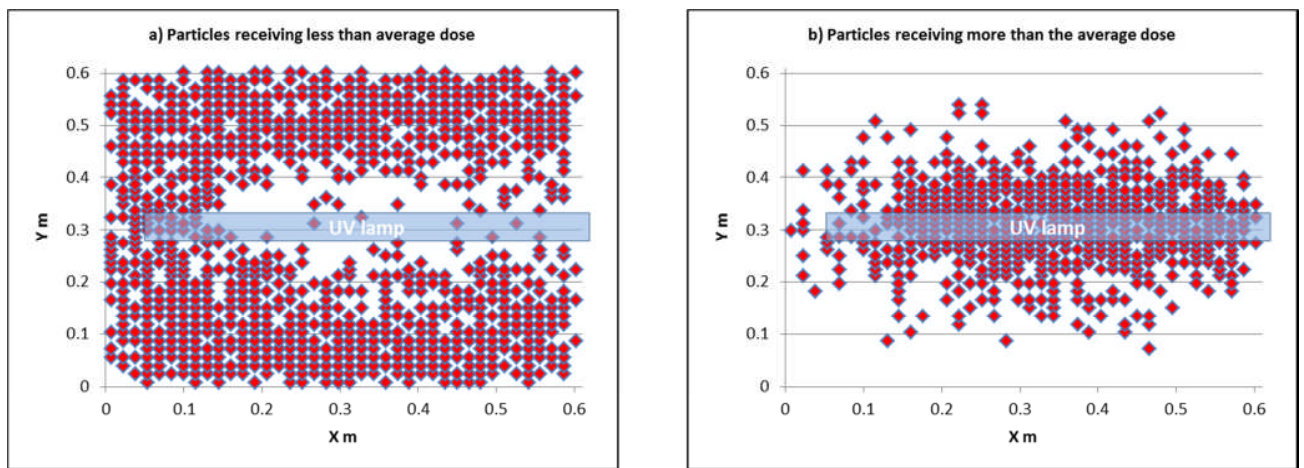 a) Particles receiving less than average dose
0.6
0.5
0.4
0.3
0.2
0.1
0
Y m
UV lamp
0 0.1 0.2 0.3 0.4 0.5 0.6
X m
b) Particles receiving more than the average dose
0.6
0.5
0.4
0.3
0.2
0.1
0
Y m
UV lamp
0 0.1 0.2 0.3 0.4 0.5 0.6
X m